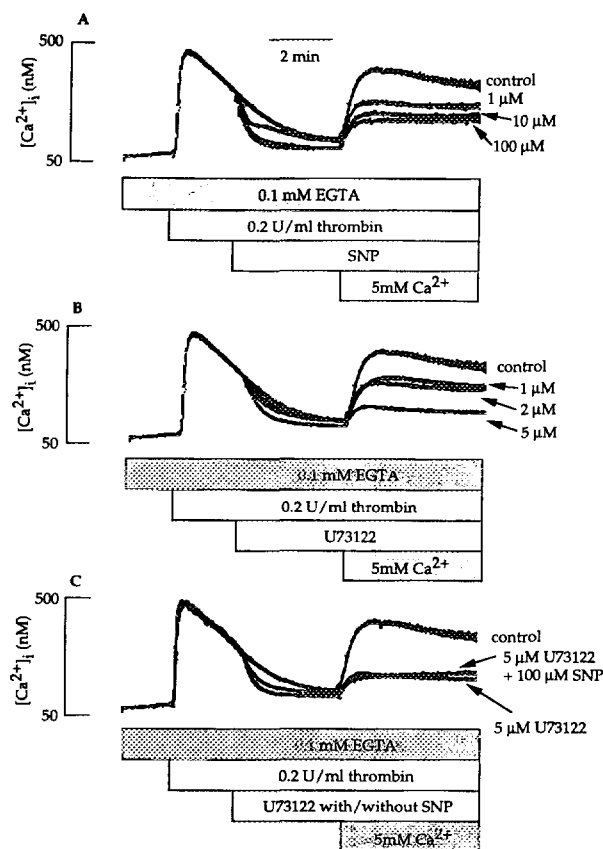 A
500
[Ca2+]i (nM)
50
2 min
control
1 µM
10 µM
100 µM
0.1 mM EGTA
0.2 U/ml thrombin
SNP
5mM Ca2+
B
500
[Ca2+]i (nM)
50
control
1 µM
2 µM
5 µM
0.1 mM EGTA
0.2 U/ml thrombin
U73122
5mM Ca2+
C
500
[Ca2+]i (nM)
50
control
5 µM U73122
+ 100 µM SNP
5 µM U73122
0.1 mM EGTA
0.2 U/ml thrombin
U73122 with/without SNP
5mM Ca2+